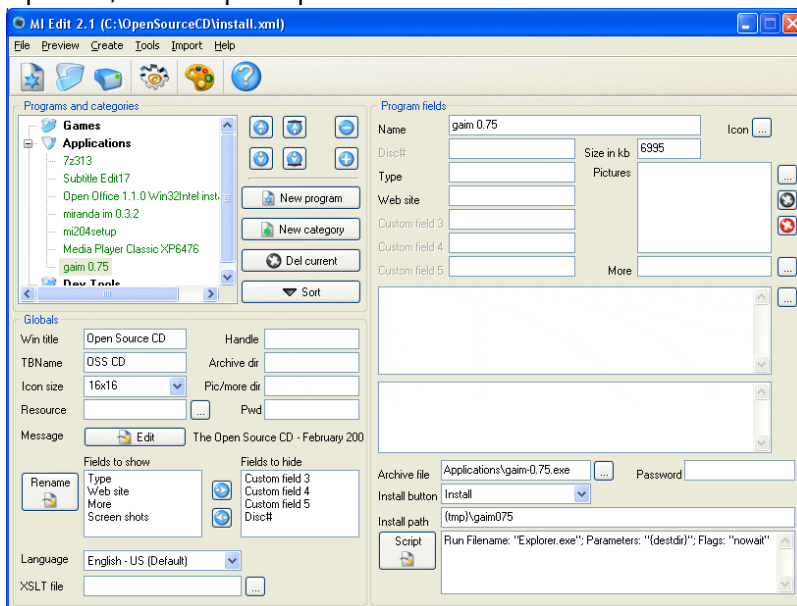 MI Edit 2.1 (C:\OpenSourceCD\install.xml)
File Preview Create Tools Import Help
Programs and categories
Games
Applications
7z313
Subtitle Edit17
Open Office 1.1.0 Win32Intel inst
miranda im 0.3.2
mi204setup
Media Player Classic XP6476
gaim 0.75
Dev Tools
New program
New category
Del current
Sort
Globals
Win title Open Source CD Handle
TBName OSS CD Archive dir
Icon size 16x16 Pic/more dir
Resource ... Pwd
Message Edit The Open Source CD - February 200
Fields to show Fields to hide
Rename
Type
Web site
More
Screen shots
Custom field 3
Custom field 4
Custom field 5
Disc#
Language English - US (Default)
XSLT file ...
Program fields
Name gaim 0.75 Icon ...
Disc# Size in kb 6995
Type Pictures ...
Web site
Custom field 3
Custom field 4
Custom field 5 More ...
...
Archive file Applications\gaim-0.75.exe ... Password
Install button Install
Install path {tmp}\gaim075
Script Run Filename: "Explorer.exe"; Parameters: "{destdir}"; Flags: "nowait"